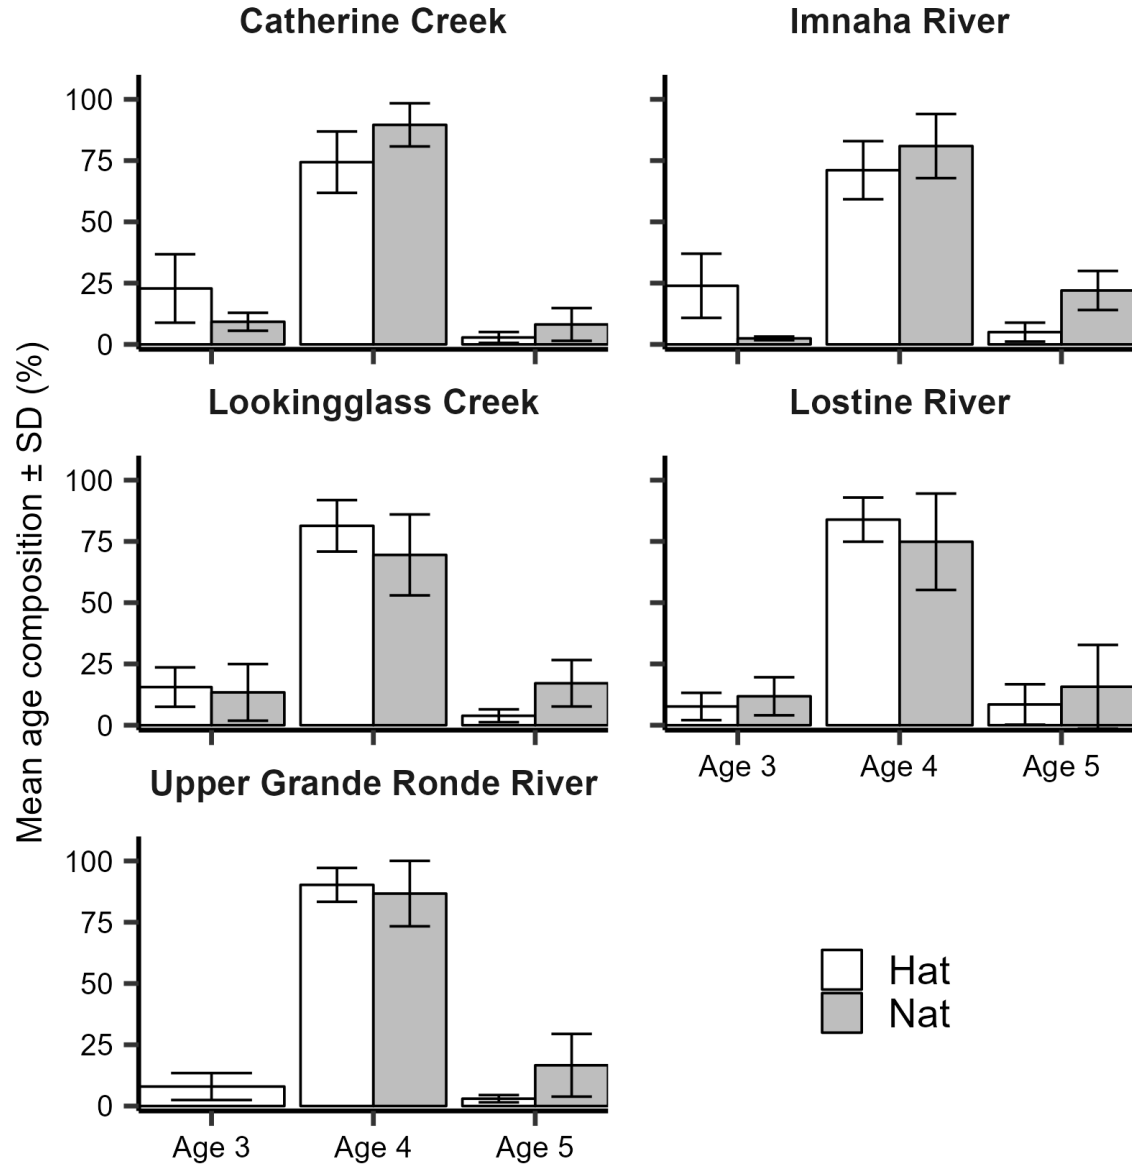 Catherine Creek
Imnaha River
100
75
50
25
0
Lookingglass Creek
Lostine River
Mean age composition ± SD (%)
100
75
50
25
0
Age 3 Age 4 Age 5
Upper Grande Ronde River
100
75
50
25
0
Age 3 Age 4 Age 5
Hat
Nat